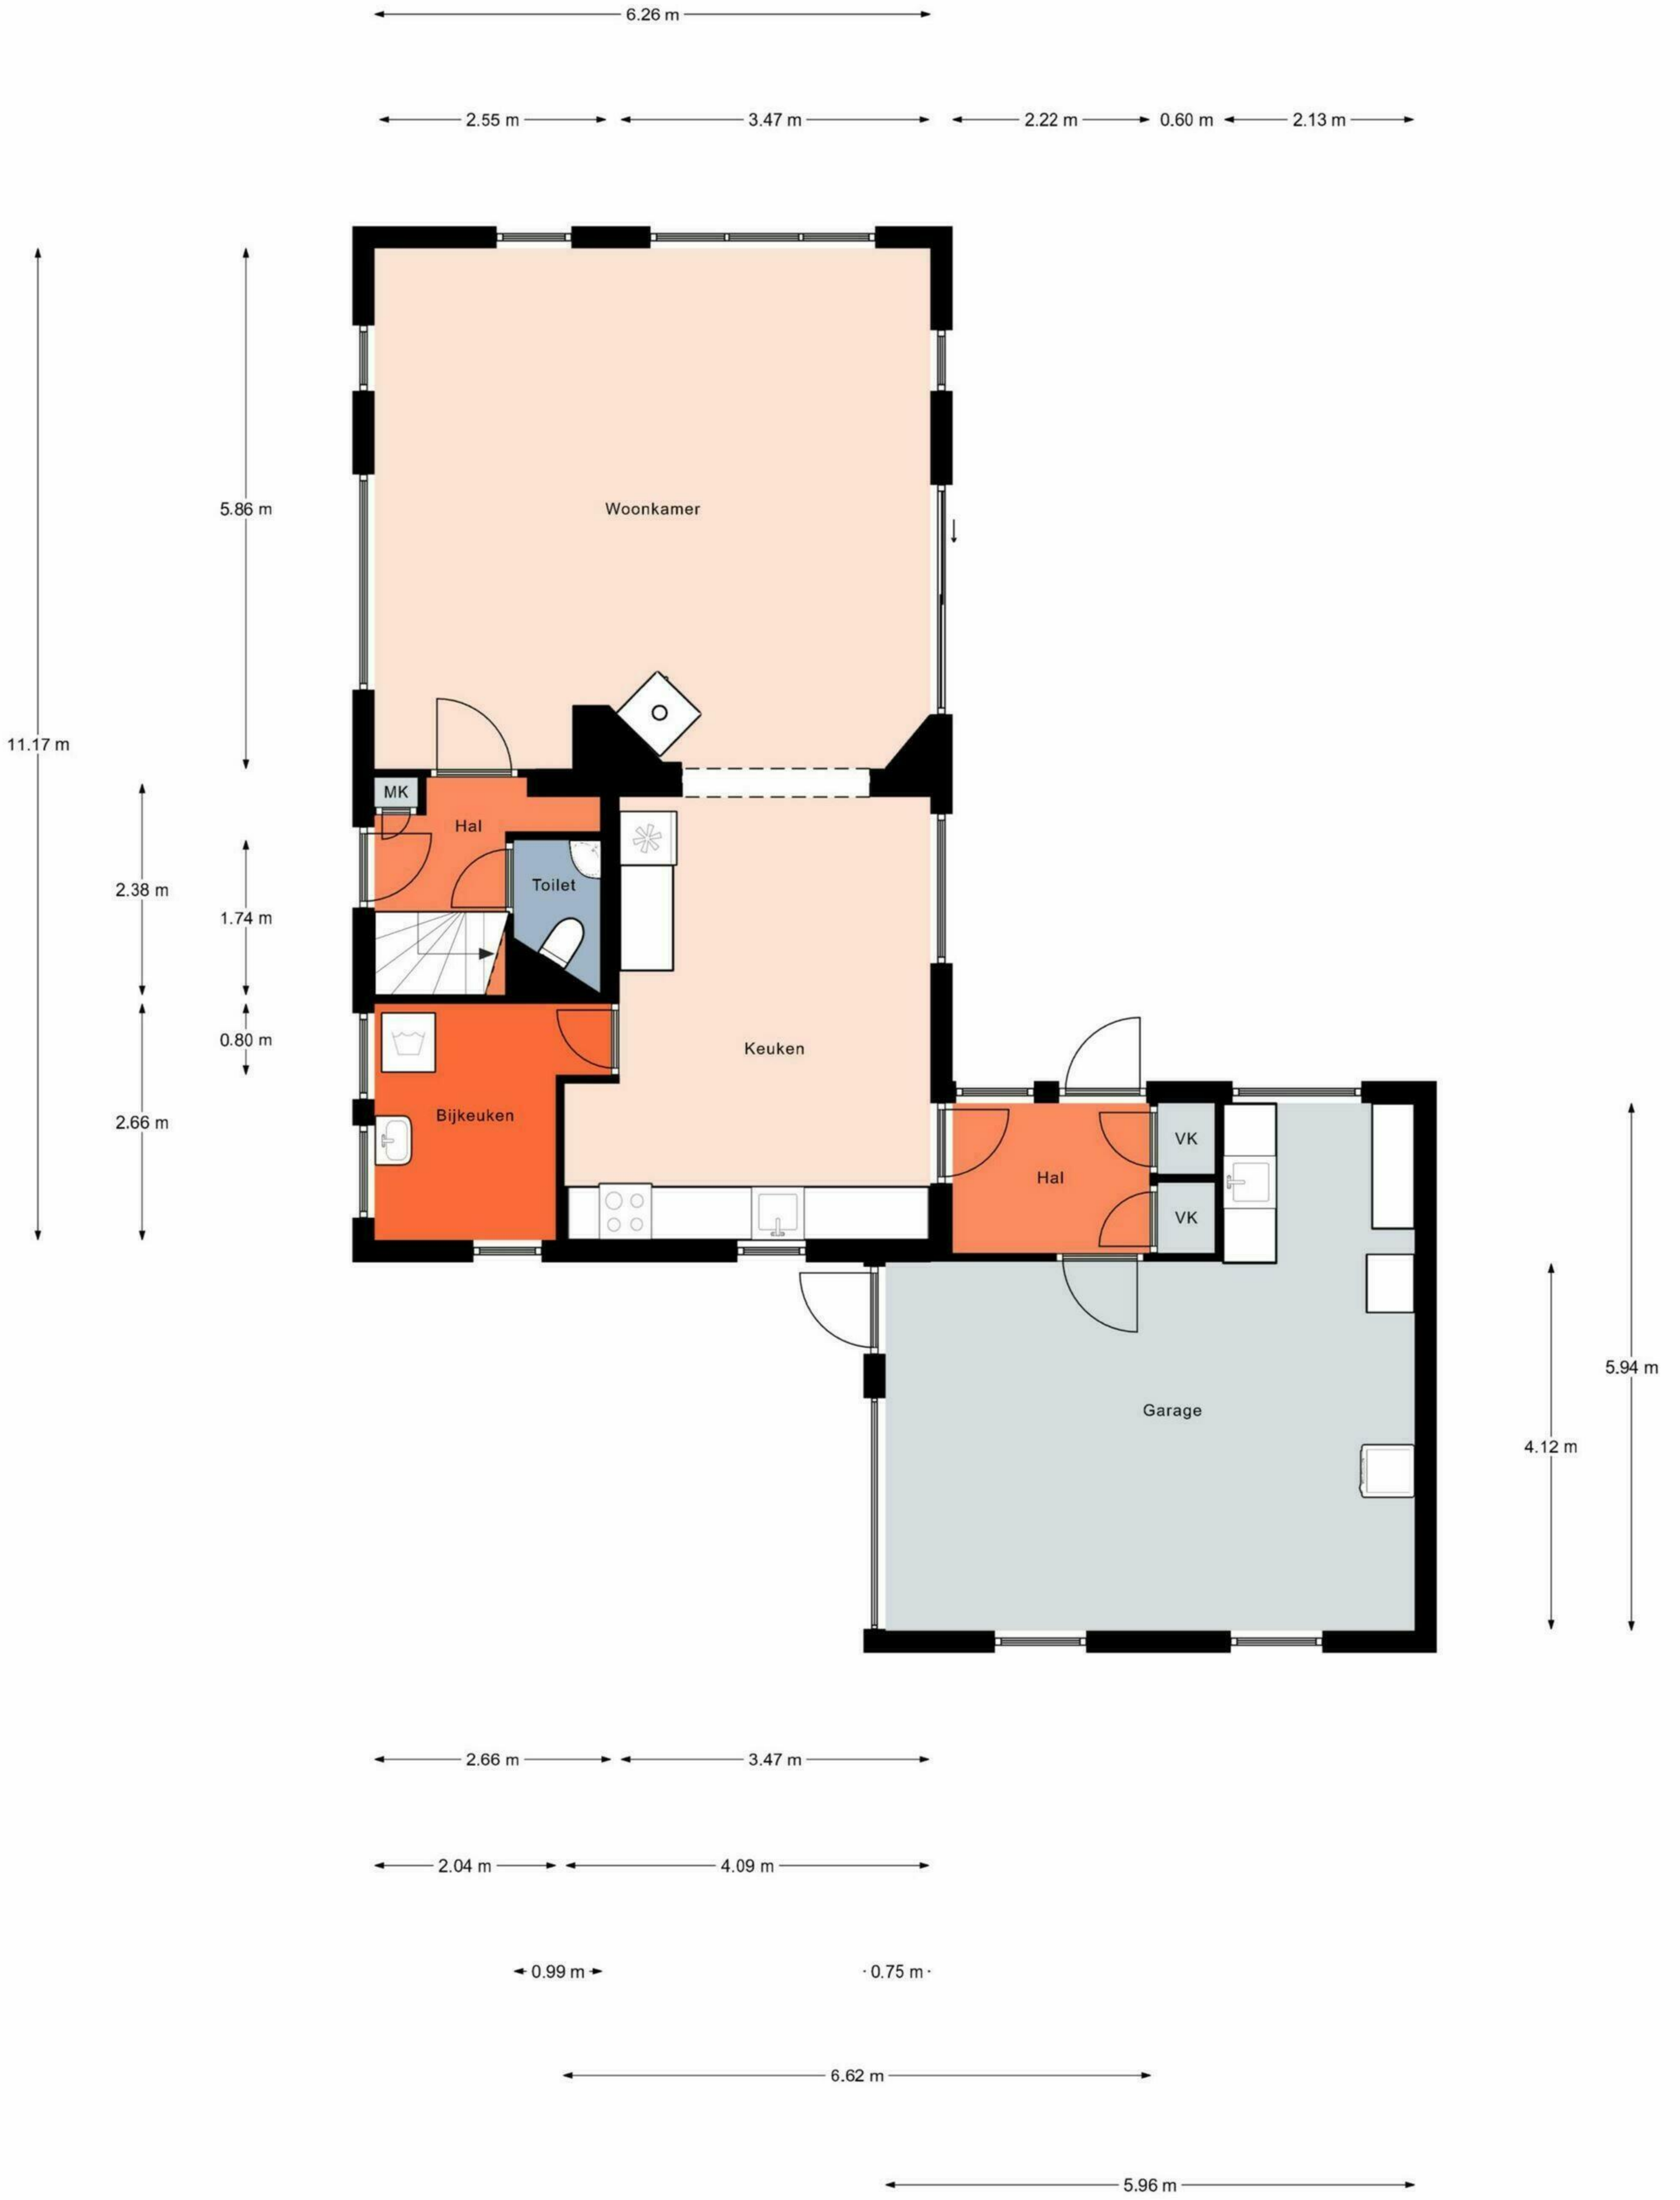 6.26 m
2.55 m
3.47 m
2.22 m
0.60 m
2.13 m
11.17 m
5.86 m
Woonkamer
MK
Hal
2.38 m
Toilet
1.74 m
0.80 m
Keuken
Bijkeuken
2.66 m
VK
Hal
VK
5.94 m
Garage
4.12 m
2.66 m
3.47 m
2.04 m
4.09 m
0.99 m
0.75 m
6.62 m
5.96 m